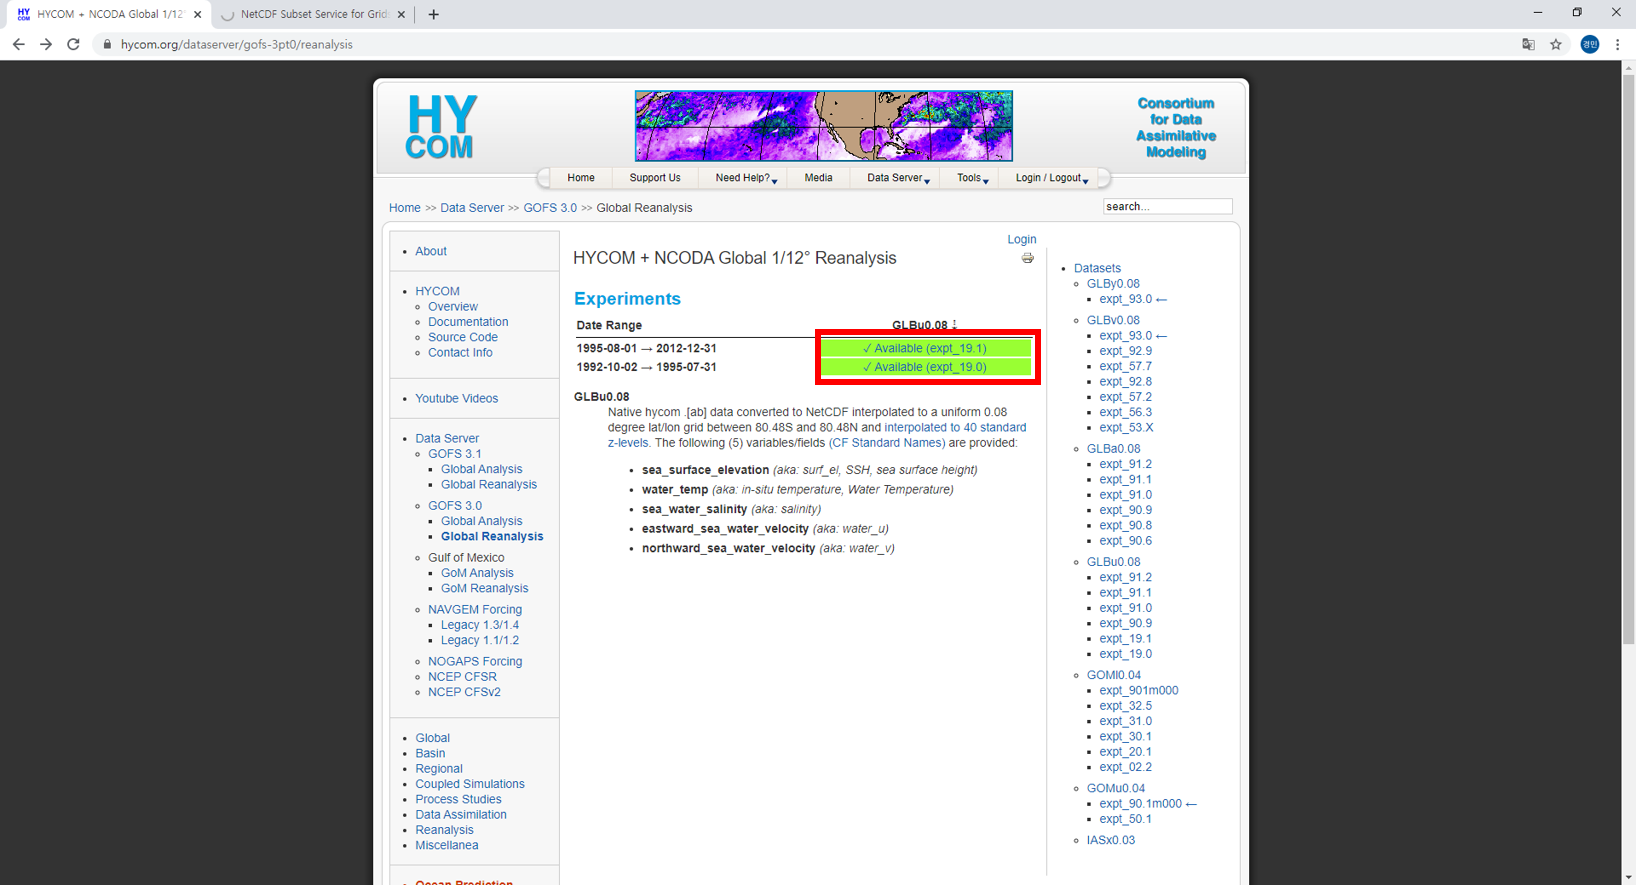 HYCOM + NCODA Global 1/12°
NetCDF Subset Service for Grids
hycom.org/dataserver/gofs-3pt0/reanalysis
경민
HY
COM
Consortium
for Data
Assimilative
Modeling
Home
Support Us
Need Help?
Media
Data Server
Tools
Login / Logout
Home >> Data Server >> GOFS 3.0 >> Global Reanalysis
search...
About
HYCOM
Overview
Documentation
Source Code
Contact Info
Youtube Videos
Data Server
GOFS 3.1
Global Analysis
Global Reanalysis
GOFS 3.0
Global Analysis
Global Reanalysis
Gulf of Mexico
GoM Analysis
GoM Reanalysis
NAVGEM Forcing
Legacy 1.3/1.4
Legacy 1.1/1.2
NOGAPS Forcing
NCEP CFSR
NCEP CFSv2
Global
Basin
Regional
Coupled Simulations
Process Studies
Data Assimilation
Reanalysis
Miscellanea
Ocean Prediction
Login
HYCOM + NCODA Global 1/12° Reanalysis
Experiments
Date Range GLBu0.08 ↓
1995-08-01 → 2012-12-31 ✓ Available (expt_19.1)
1992-10-02 → 1995-07-31 ✓ Available (expt_19.0)
GLBu0.08
Native hycom .[ab] data converted to NetCDF interpolated to a uniform 0.08
degree lat/lon grid between 80.48S and 80.48N and interpolated to 40 standard
z-levels. The following (5) variables/fields (CF Standard Names) are provided:
sea_surface_elevation (aka: surf_el, SSH, sea surface height)
water_temp (aka: in-situ temperature, Water Temperature)
sea_water_salinity (aka: salinity)
eastward_sea_water_velocity (aka: water_u)
northward_sea_water_velocity (aka: water_v)
Datasets
GLBy0.08
expt_93.0 ←
GLBv0.08
expt_93.0 ←
expt_92.9
expt_57.7
expt_92.8
expt_57.2
expt_56.3
expt_53.X
GLBa0.08
expt_91.2
expt_91.1
expt_91.0
expt_90.9
expt_90.8
expt_90.6
GLBu0.08
expt_91.2
expt_91.1
expt_91.0
expt_90.9
expt_19.1
expt_19.0
GOMl0.04
expt_901m000
expt_32.5
expt_31.0
expt_30.1
expt_20.1
expt_02.2
GOMu0.04
expt_90.1m000 ←
expt_50.1
IASx0.03